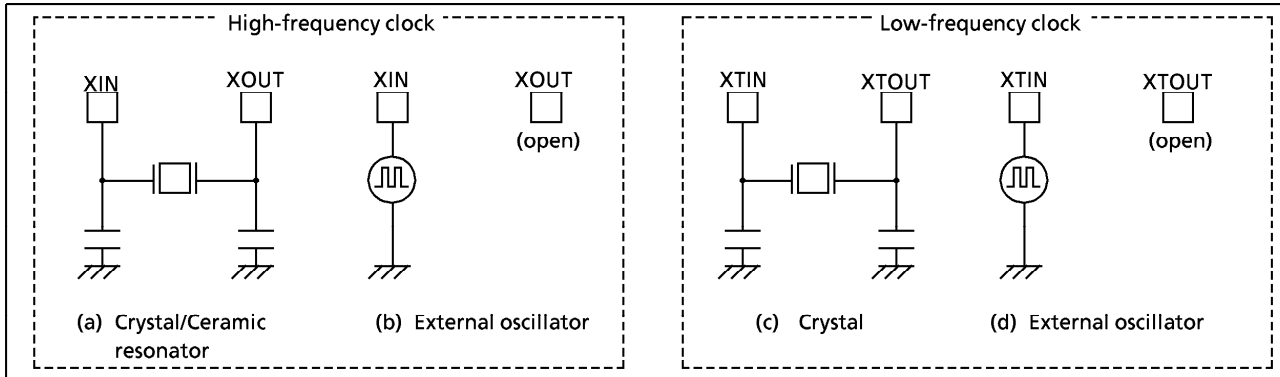 High-frequency clock
Low-frequency clock
XIN
XOUT
XIN
XOUT
XTIN
XTOUT
XTIN
XTOUT
(open)
(open)
(a) Crystal/Ceramic
resonator
(b) External oscillator
(c) Crystal
(d) External oscillator